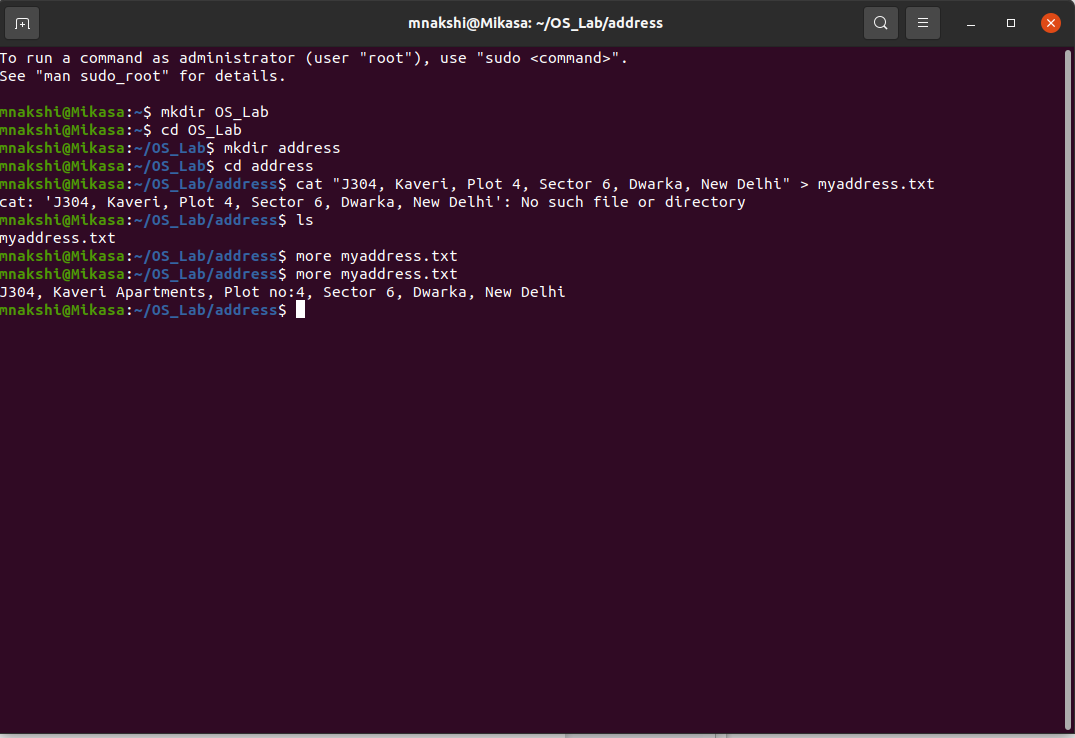 mnakshi@Mikasa: ~/OS_Lab/address
To run a command as administrator (user "root"), use "sudo <command>".
See "man sudo_root" for details.
mnakshi@Mikasa:~$ mkdir OS_Lab
mnakshi@Mikasa:~$ cd OS_Lab
mnakshi@Mikasa:~/OS_Lab$ mkdir address
mnakshi@Mikasa:~/OS_Lab$ cd address
mnakshi@Mikasa:~/OS_Lab/address$ cat "J304, Kaveri, Plot 4, Sector 6, Dwarka, New Delhi" > myaddress.txt
cat: 'J304, Kaveri, Plot 4, Sector 6, Dwarka, New Delhi': No such file or directory
mnakshi@Mikasa:~/OS_Lab/address$ ls
myaddress.txt
mnakshi@Mikasa:~/OS_Lab/address$ more myaddress.txt
mnakshi@Mikasa:~/OS_Lab/address$ more myaddress.txt
J304, Kaveri Apartments, Plot no:4, Sector 6, Dwarka, New Delhi
mnakshi@Mikasa:~/OS_Lab/address$